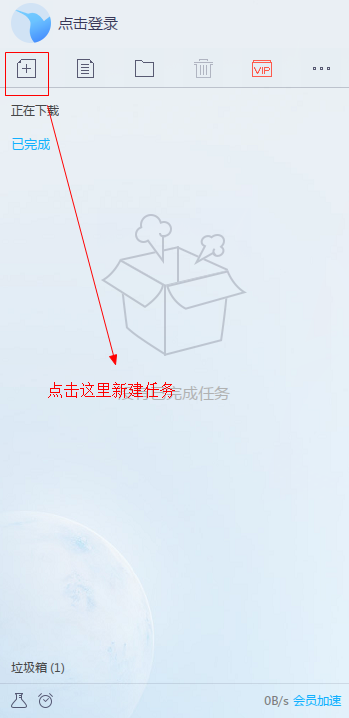 点击登录
VIP
正在下载
已完成
点击这里新建任务
已完成任务
垃圾箱 (1)
0B/s 会员加速